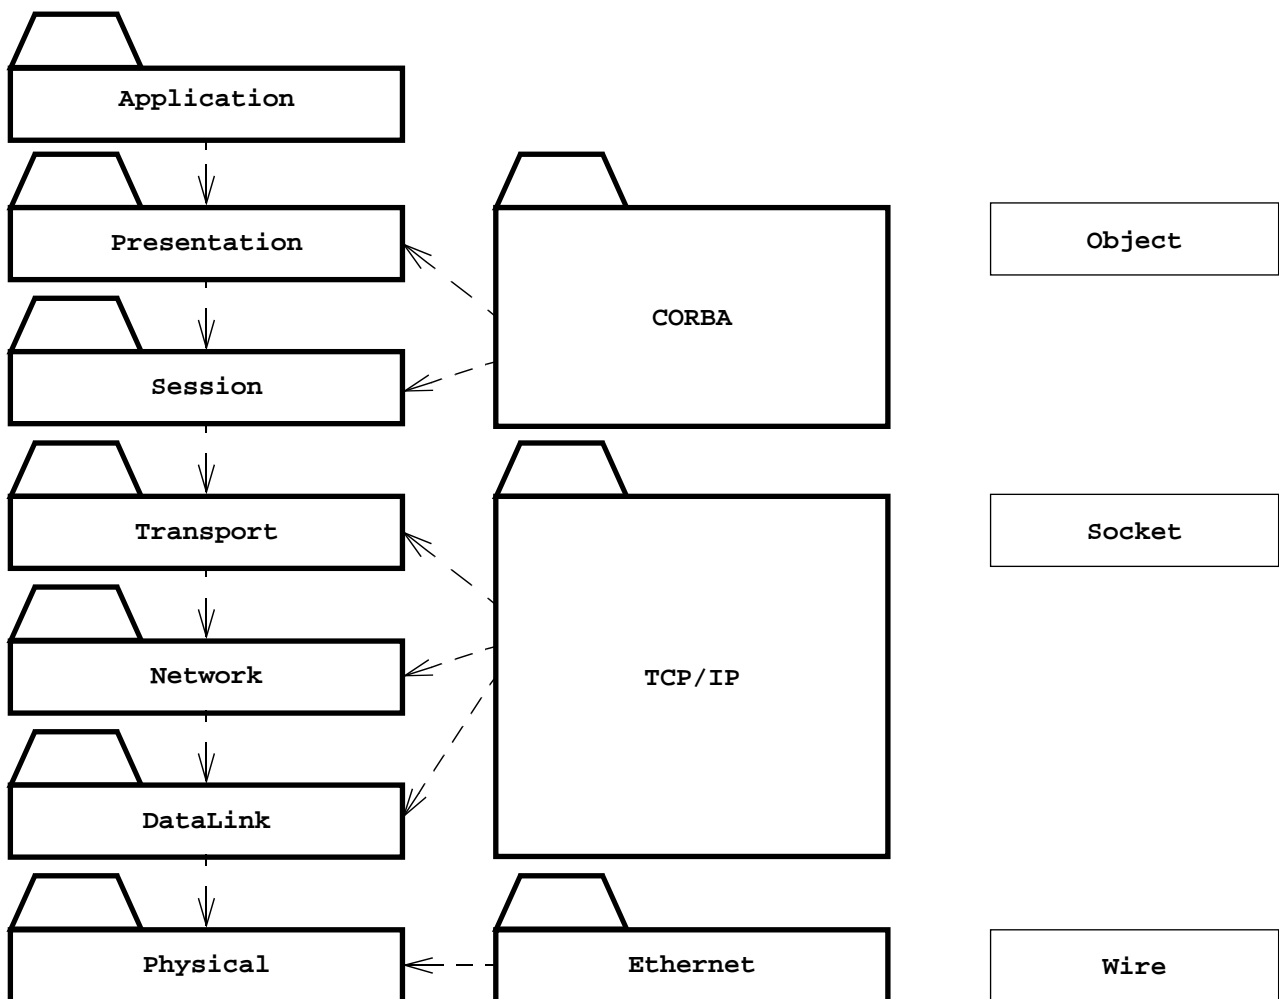 Application
Presentation
Object
CORBA
Session
Transport
Socket
Network
TCP/IP
DataLink
Physical
Ethernet
Wire